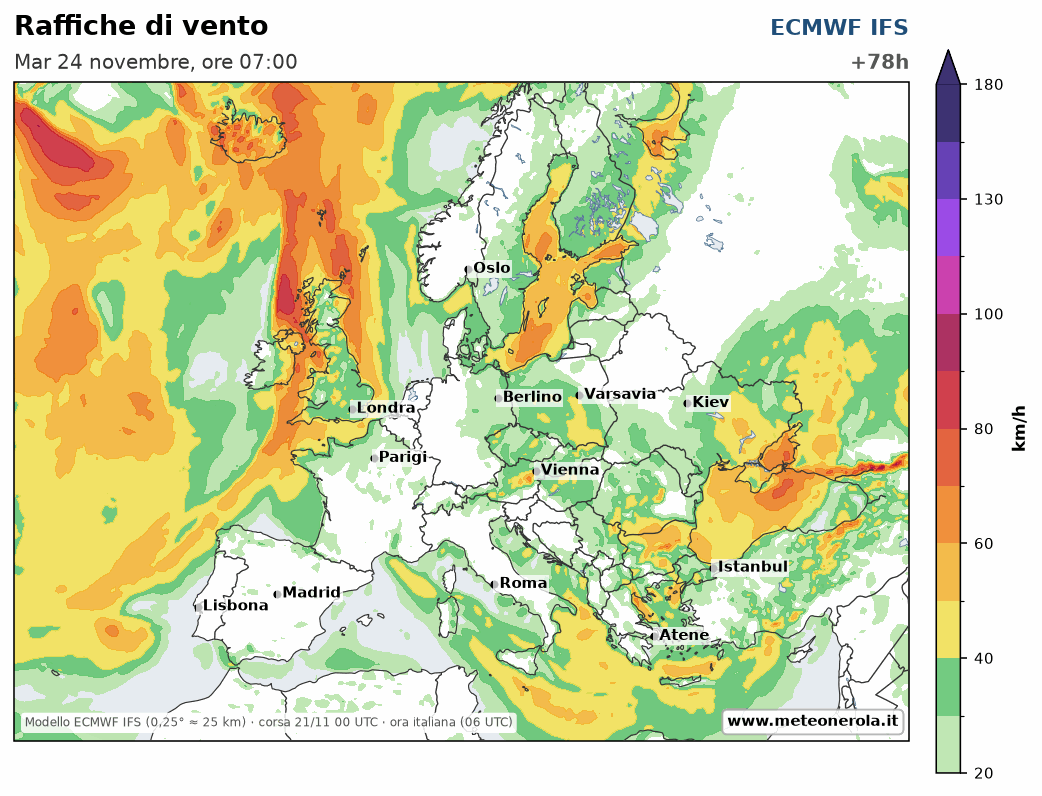 Raffiche di vento
ECMWF IFS
Mar 24 novembre, ore 07:00
+78h
180
130
100
80
60
40
20
km/h
Oslo
Berlino
Varsavia
Kiev
Londra
Parigi
Vienna
Istanbul
Roma
Madrid
Lisbona
Atene
Modello ECMWF IFS (0,25° ≈ 25 km) · corsa 21/11 00 UTC · ora italiana (06 UTC)
www.meteonerola.it